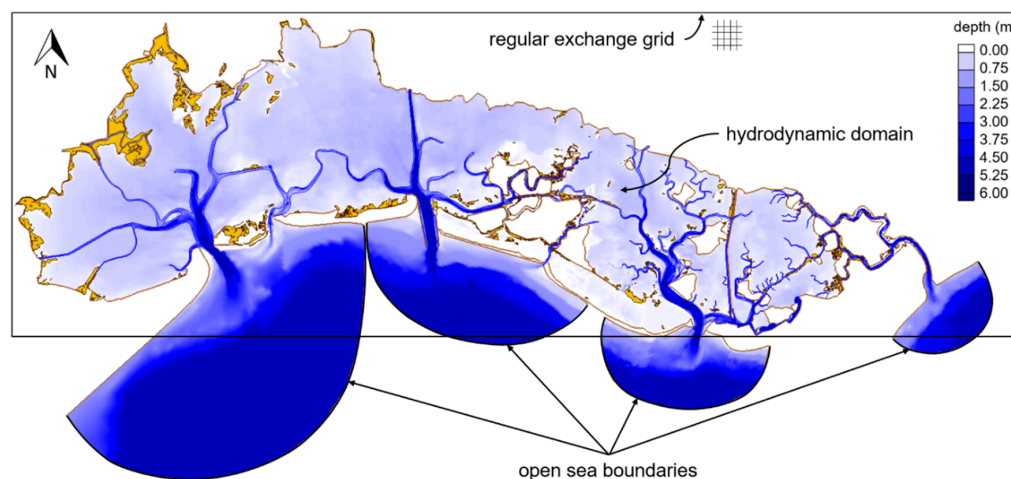 regular exchange grid
depth (m
N
0.00
0.75
1.50
2.25
3.00
3.75
4.50
5.25
6.00
hydrodynamic domain
open sea boundaries